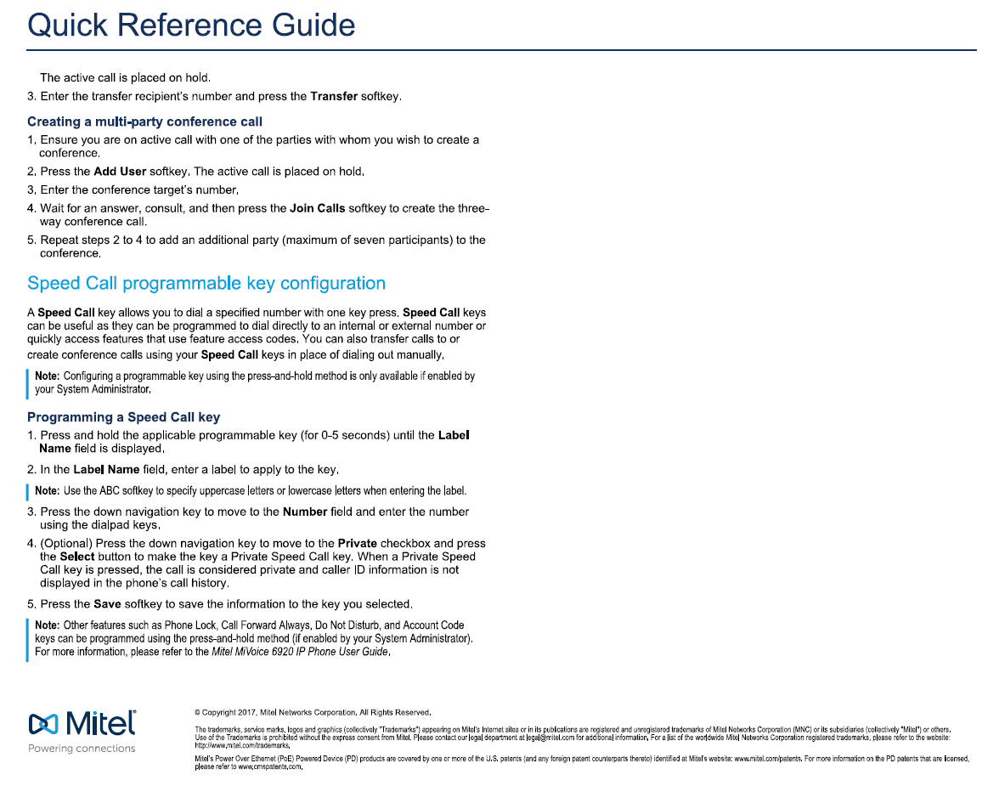 Quick Reference Guide
The active call is placed on hold.
3. Enter the transfer recipient's number and press the Transfer softkey.
Creating a multi-party conference call
1. Ensure you are on active call with one of the parties with whom you wish to create a
conference.
2. Press the Add User softkey. The active call is placed on hold.
3. Enter the conference target's number.
4. Wait for an answer, consult, and then press the Join Calls softkey to create the three-
way conference call.
5. Repeat steps 2 to 4 to add an additional party (maximum of seven participants) to the
conference.
Speed Call programmable key configuration
A Speed Call key allows you to dial a specified number with one key press. Speed Call keys
can be useful as they can be programmed to dial directly to an internal or external number or
quickly access features that use feature access codes. You can also transfer calls to or
create conference calls using your Speed Call keys in place of dialing out manually.
Note: Configuring a programmable key using the press-and-hold method is only available if enabled by
your System Administrator.
Programming a Speed Call key
1. Press and hold the applicable programmable key (for 0-5 seconds) until the Label
Name field is displayed.
2. In the Label Name field, enter a label to apply to the key.
Note: Use the ABC softkey to specify uppercase letters or lowercase letters when entering the label.
3. Press the down navigation key to move to the Number field and enter the number
using the dialpad keys.
4. (Optional) Press the down navigation key to move to the Private checkbox and press
the Select button to make the key a Private Speed Call key. When a Private Speed
Call key is pressed, the call is considered private and caller ID information is not
displayed in the phone's call history.
5. Press the Save softkey to save the information to the key you selected.
Note: Other features such as Phone Lock, Call Forward Always, Do Not Disturb, and Account Code
keys can be programmed using the press-and-hold method (if enabled by your System Administrator).
For more information, please refer to the Mitel MiVoice 6920 IP Phone User Guide.
Mitel®
Powering connections
© Copyright 2017, Mitel Networks Corporation. All Rights Reserved.
The trademarks, service marks, logos and graphics (collectively "Trademarks") appearing on Mitel's Internet sites or in its publications are registered and unregistered trademarks of Mitel Networks Corporation (MNC) or its subsidiaries (collectively "Mitel") or others.
Use of the Trademarks is prohibited without the express consent from Mitel. Please contact our legal department at legal@mitel.com for additional information. For a list of the worldwide Mitel Networks Corporation registered trademarks, please refer to the website:
http://www.mitel.com/trademarks.
Mitel's Power Over Ethernet (PoE) Powered Device (PD) products are covered by one or more of the U.S. patents (and any foreign patent counterparts thereto) identified at Mitel's website: www.mitel.com/patents. For more information on the PD patents that are licensed,
please refer to www.cmspatents.com.